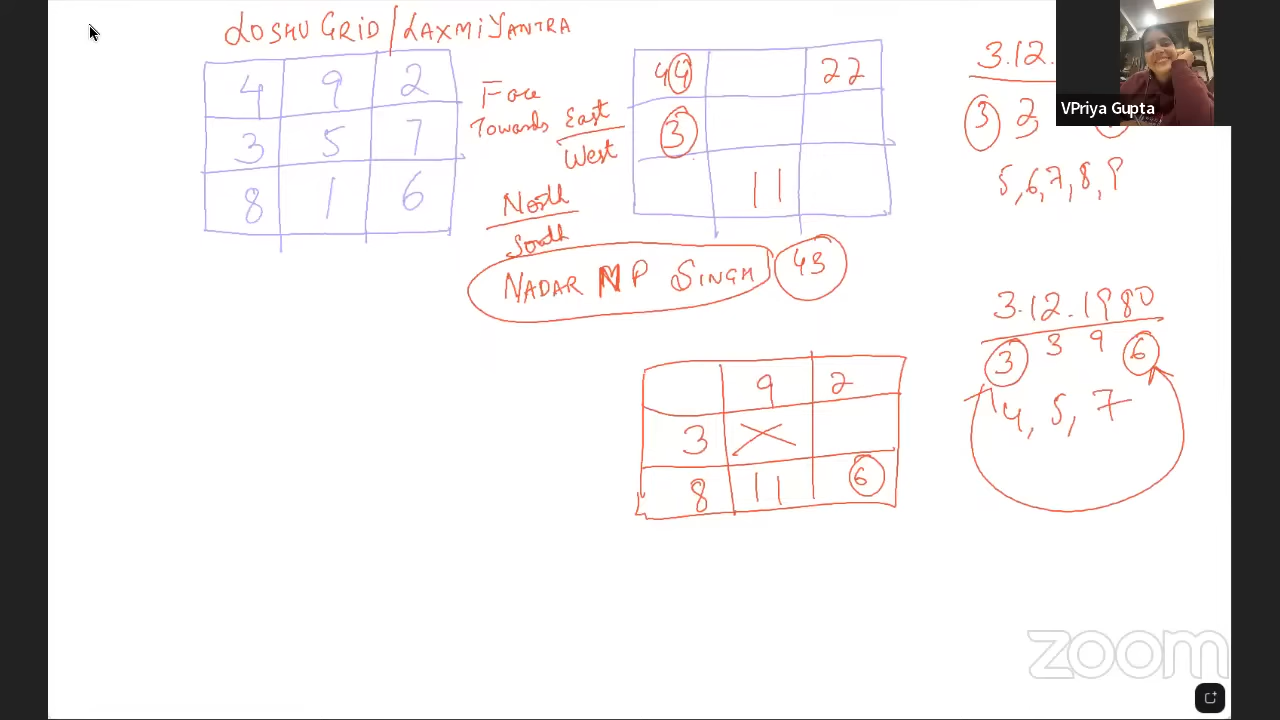 LOSHU GRID / LAXMI YANTRA
4 9 2
3 5 7
8 1 6
Face
Towards East
West
North
South
44 22
3
11
3.12.
3 3
5, 6, 7, 8, 9
VPriya Gupta
NADAR MP SINGH 43
3.12.1980
3 3 9 6
4, 5, 7
9 2
3
8 11 6
zoom